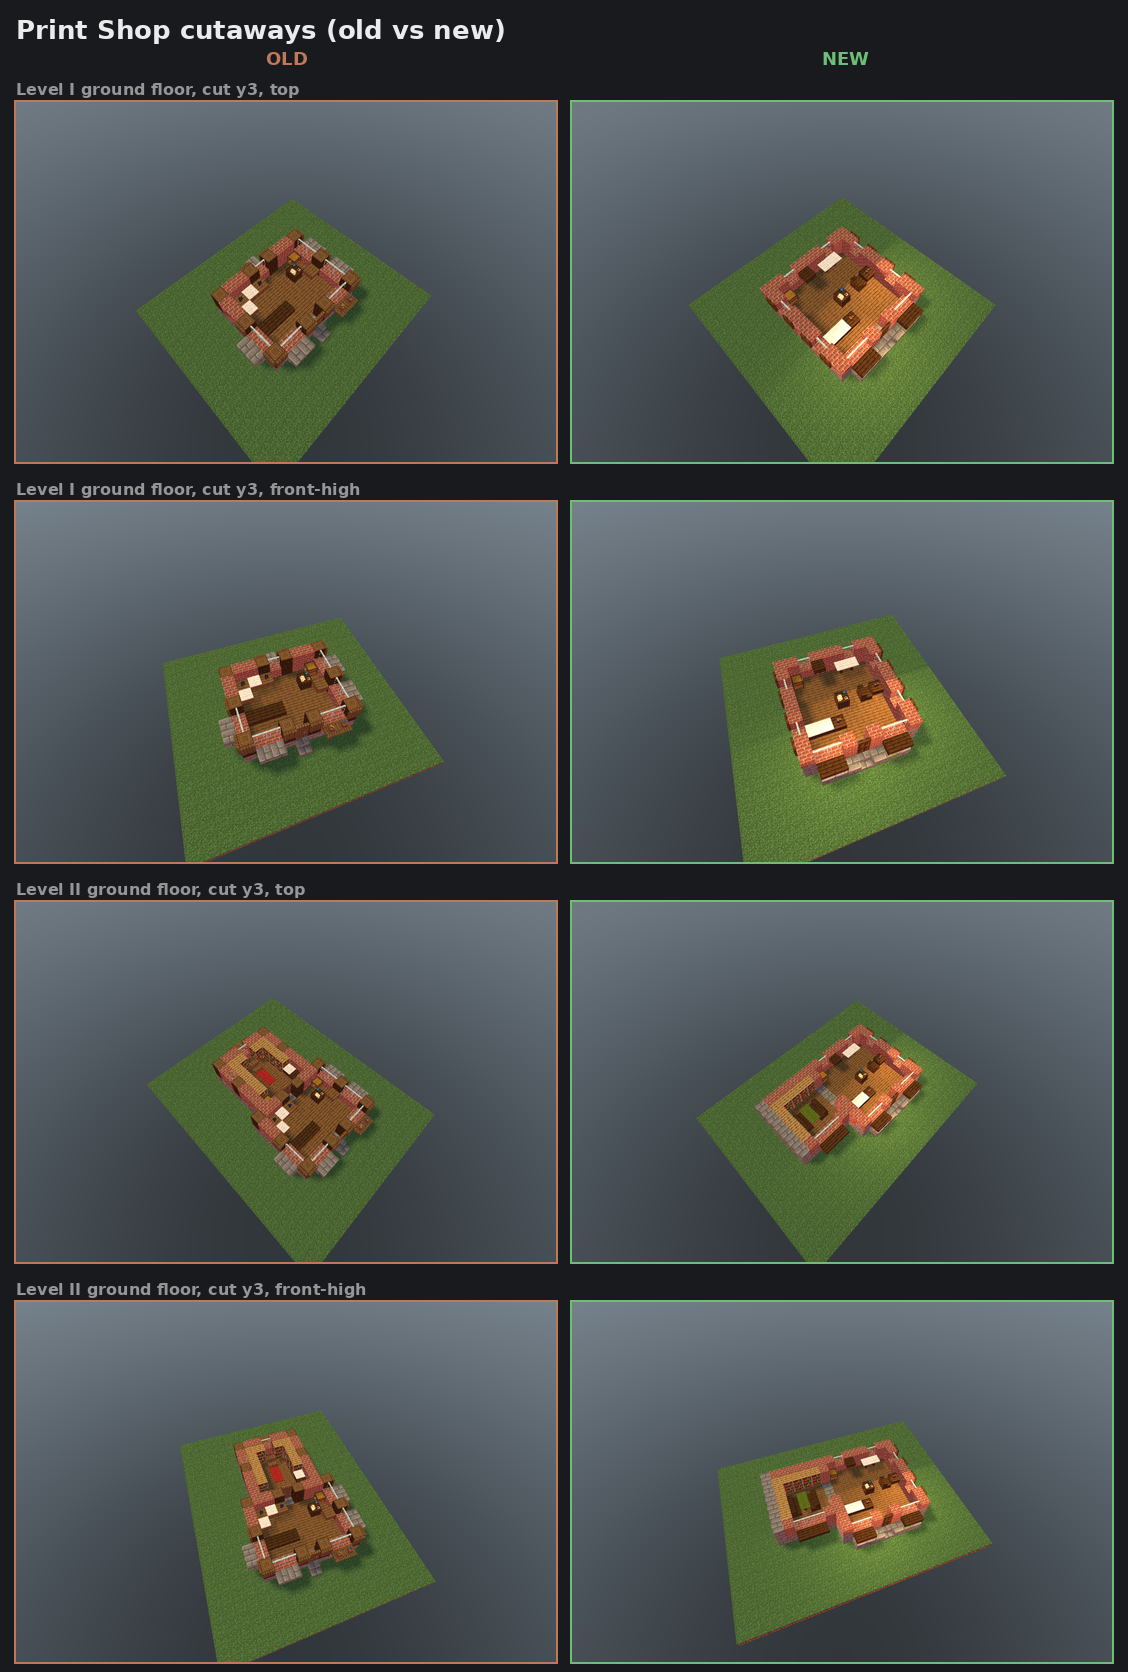 Print Shop cutaways (old vs new)
OLD
NEW
Level I ground floor, cut y3, top
Level I ground floor, cut y3, front-high
Level II ground floor, cut y3, top
Level II ground floor, cut y3, front-high